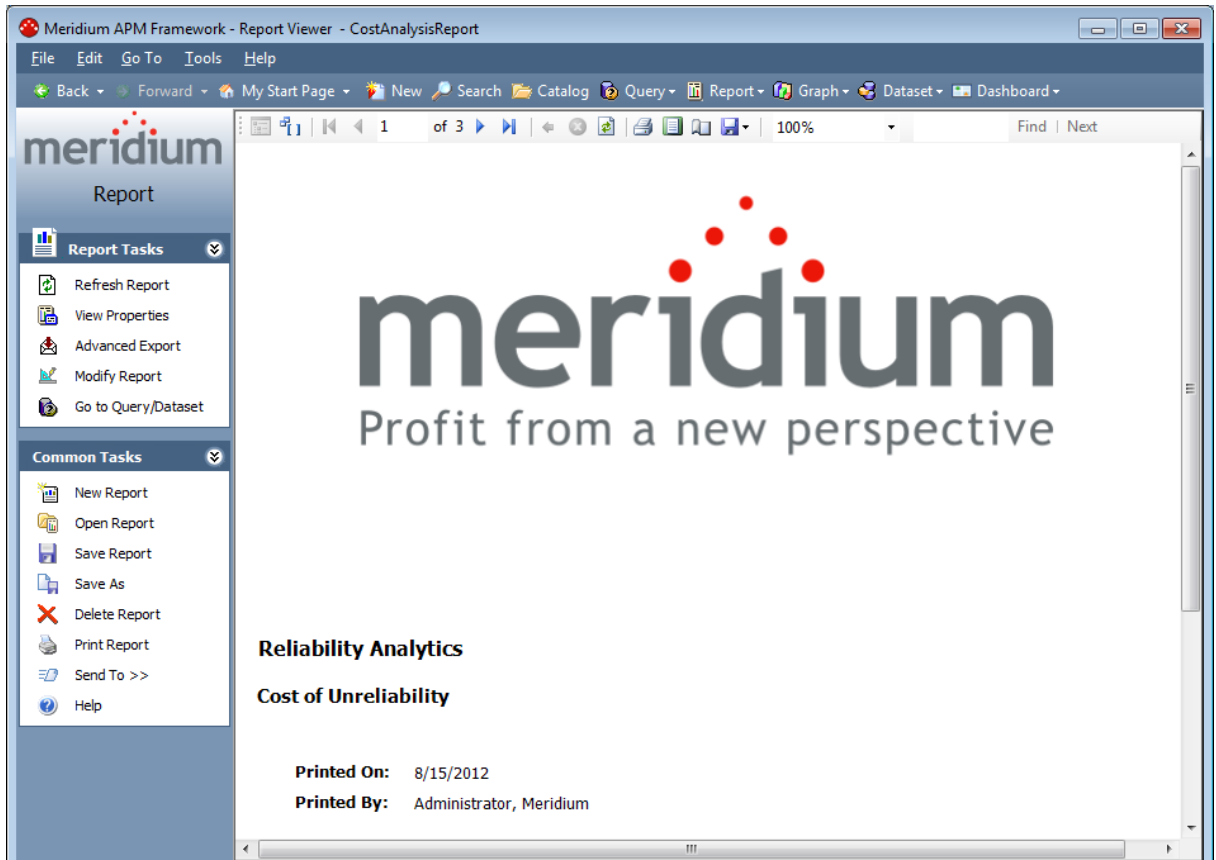 Meridium APM Framework - Report Viewer - CostAnalysisReport
File Edit Go To Tools Help
Back Forward My Start Page New Search Catalog Query Report Graph Dataset Dashboard
1 of 3 100% Find | Next
meridium
Report
Report Tasks
Refresh Report
View Properties
Advanced Export
Modify Report
Go to Query/Dataset
Common Tasks
New Report
Open Report
Save Report
Save As
Delete Report
Print Report
Send To >>
Help
meridium
Profit from a new perspective
Reliability Analytics
Cost of Unreliability
Printed On: 8/15/2012
Printed By: Administrator, Meridium